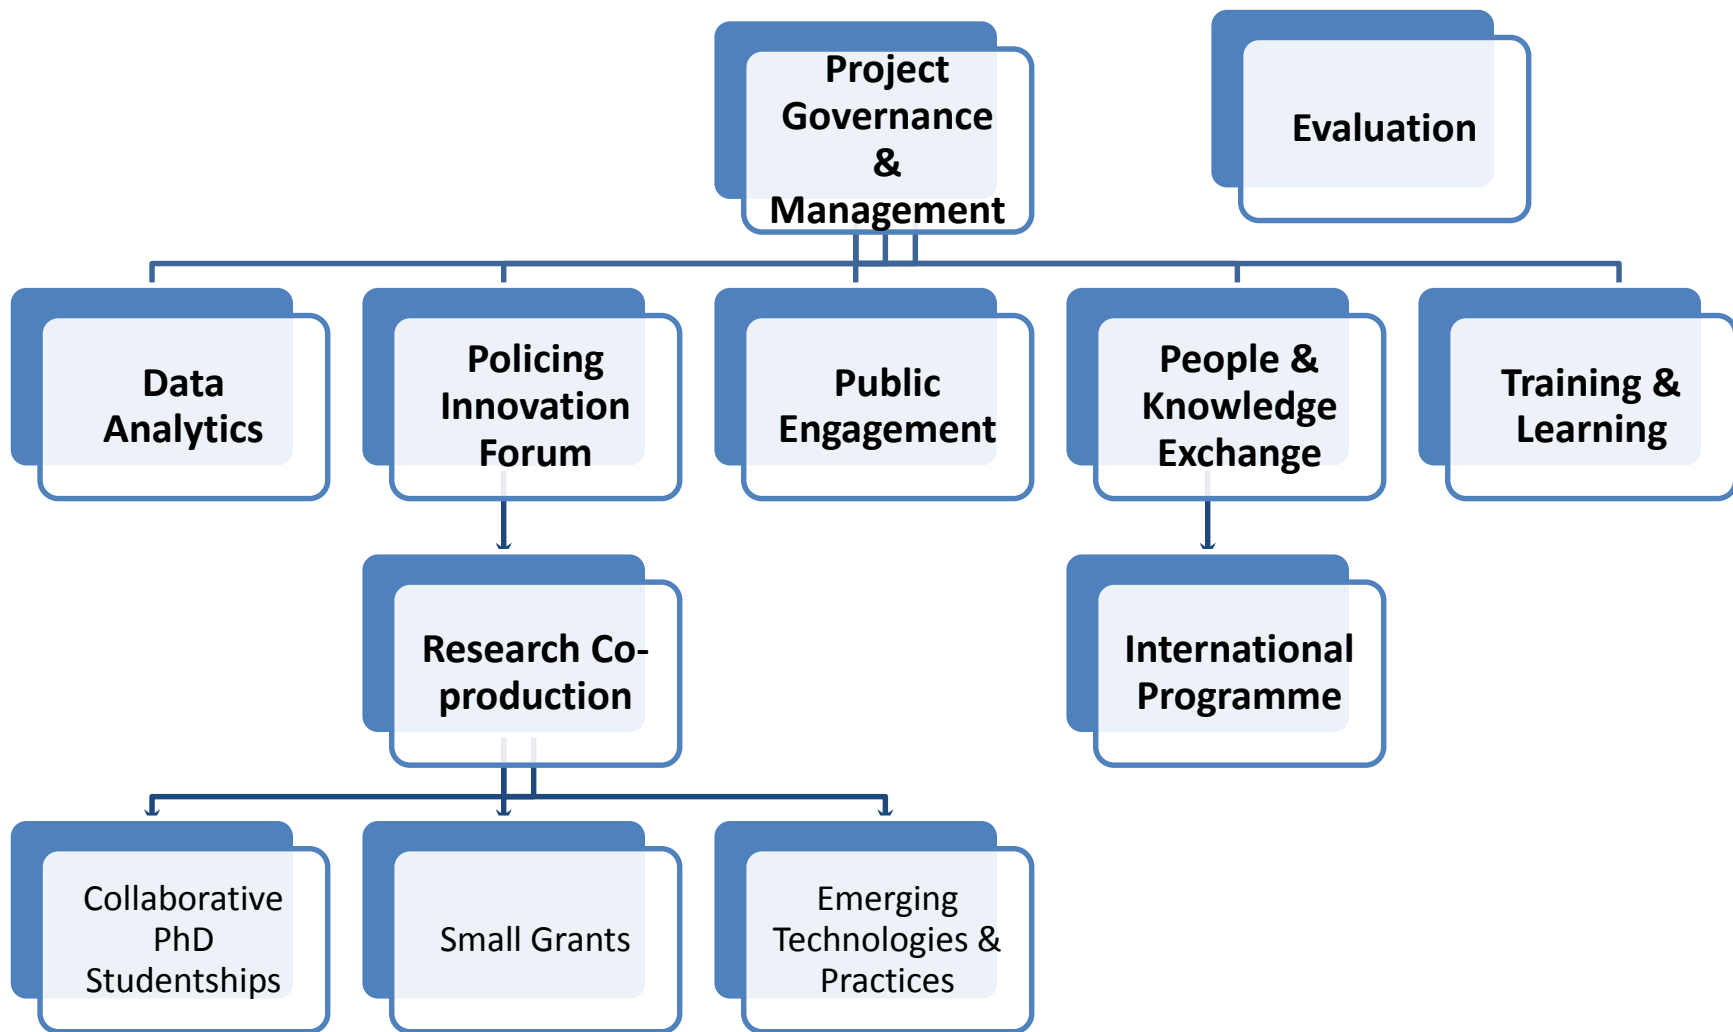 Project
Governance
&
Management
Evaluation
Data
Analytics
Policing
Innovation
Forum
Public
Engagement
People &
Knowledge
Exchange
Training &
Learning
Research Co-
production
International
Programme
Collaborative
PhD
Studentships
Small Grants
Emerging
Technologies &
Practices